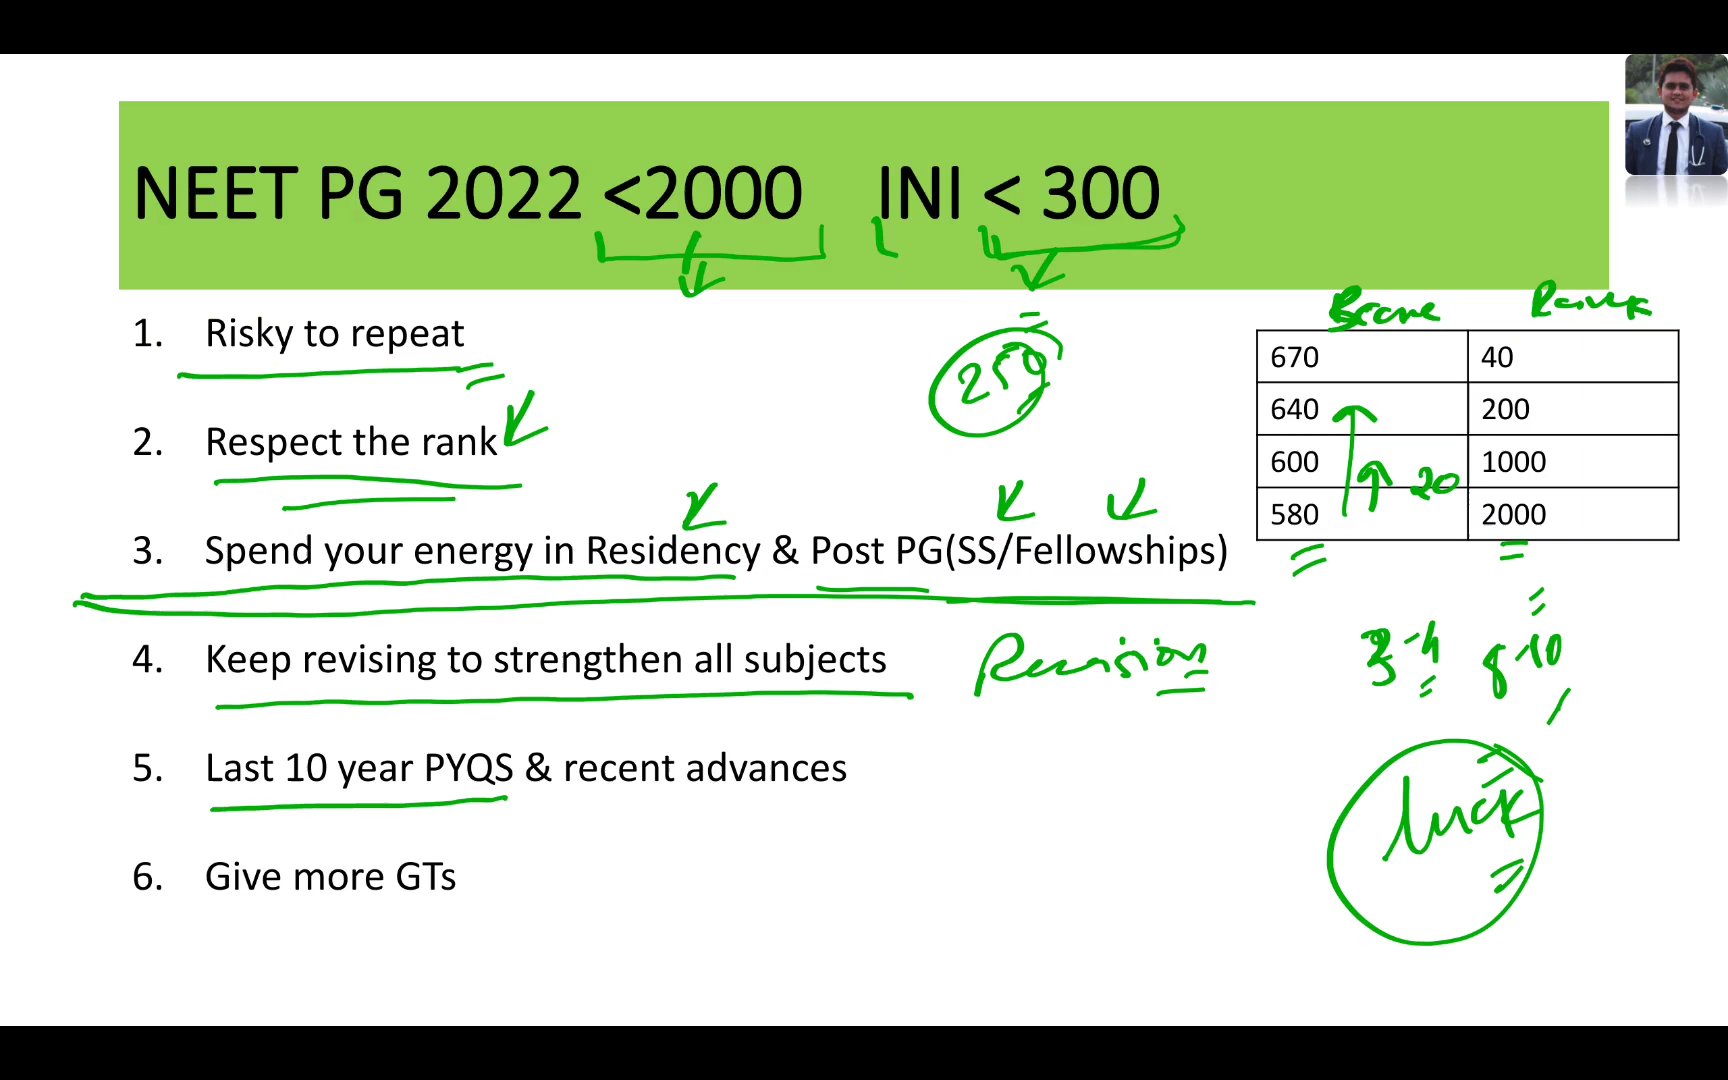 NEET PG 2022 <2000 INI < 300
1. Risky to repeat
250
2. Respect the rank
3. Spend your energy in Residency & Post PG(SS/Fellowships)
4. Keep revising to strengthen all subjects Revision
5. Last 10 year PYQS & recent advances
6. Give more GTs
Score Rank
670 40
640 200
600 1000
20
580 2000
3-4 8-10
luck